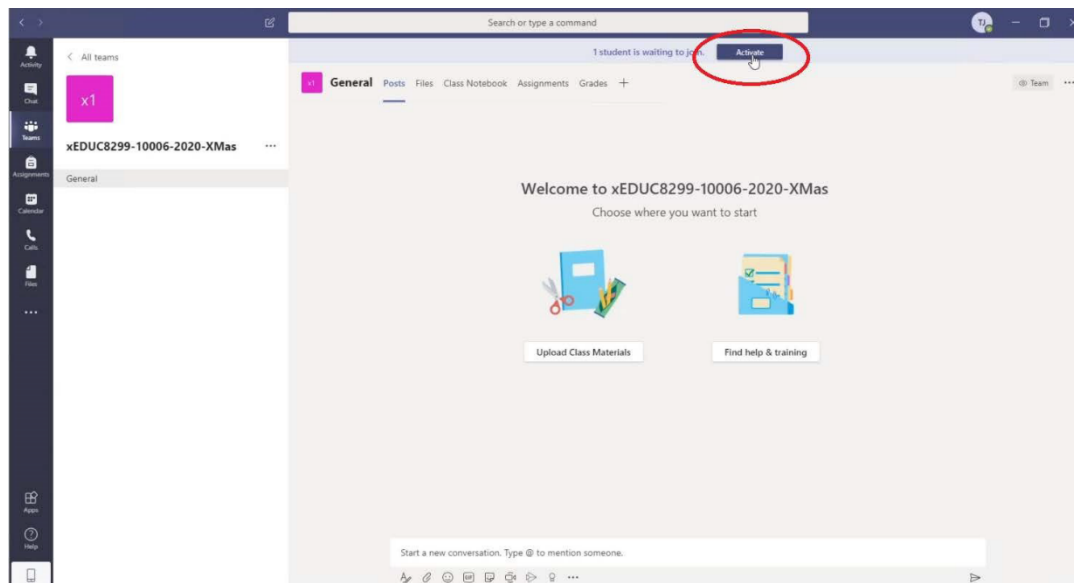 Search or type a command
TJ
Activity
Chat
Teams
Assignments
Calendar
Calls
Files
Apps
Help
All teams
x1
xEDUC8299-10006-2020-XMas
General
1 student is waiting to join.
Activate
x1
General
Posts
Files
Class Notebook
Assignments
Grades
Team
Welcome to xEDUC8299-10006-2020-XMas
Choose where you want to start
Upload Class Materials
Find help & training
Start a new conversation. Type @ to mention someone.